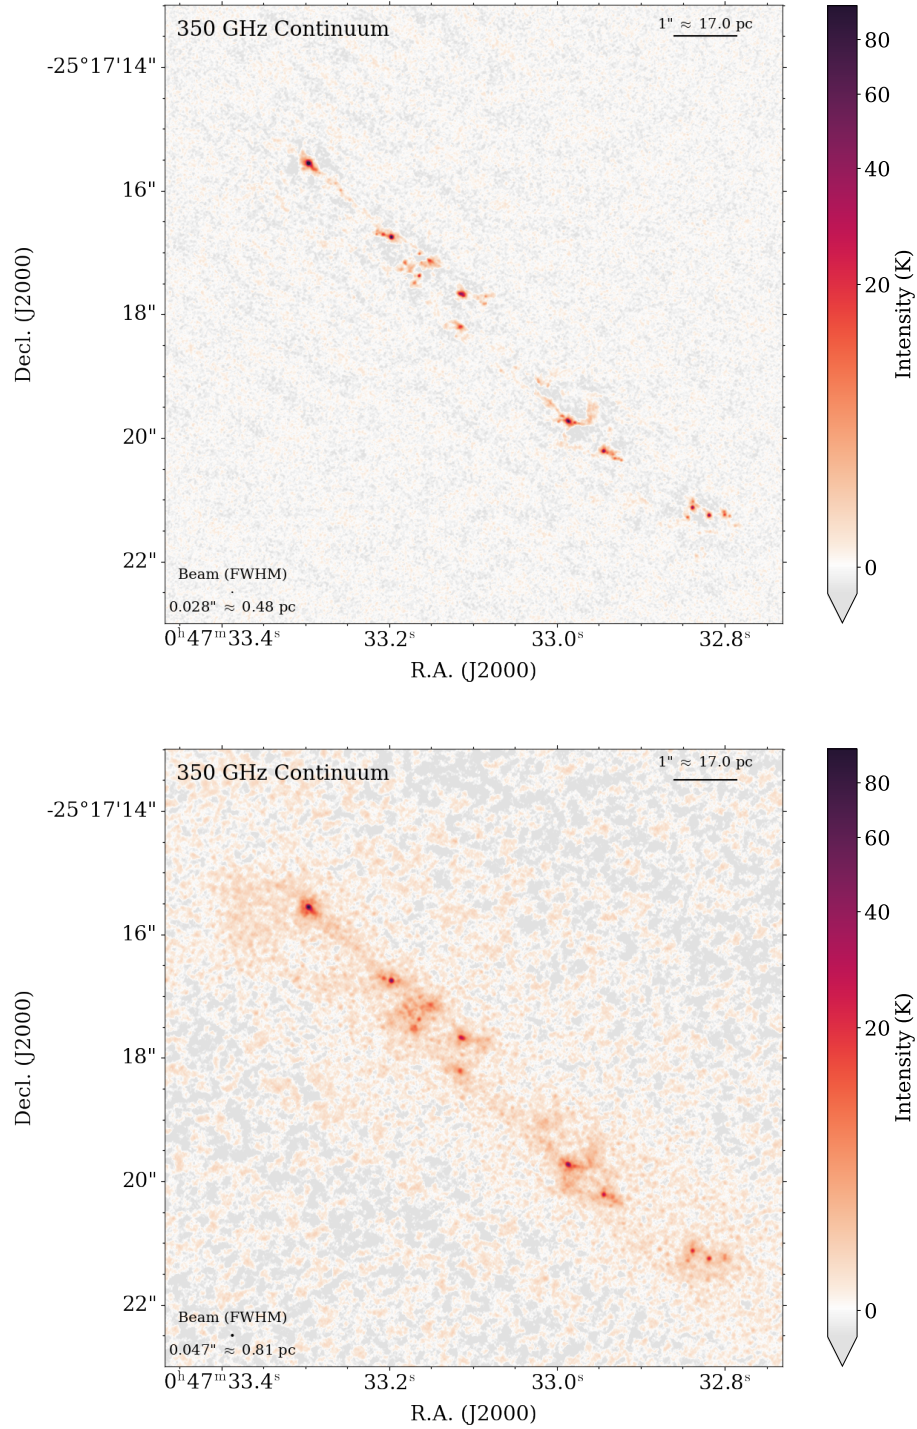 350 GHz Continuum
1" ≈ 17.0 pc
-25°17'14"
16"
18"
20"
22"
Decl. (J2000)
Beam (FWHM)
0.028" ≈ 0.48 pc
0ʰ47ᵐ33.4ˢ
33.2ˢ
33.0ˢ
32.8ˢ
R.A. (J2000)
80
60
40
20
0
Intensity (K)
350 GHz Continuum
1" ≈ 17.0 pc
-25°17'14"
16"
18"
20"
22"
Decl. (J2000)
Beam (FWHM)
0.047" ≈ 0.81 pc
0ʰ47ᵐ33.4ˢ
33.2ˢ
33.0ˢ
32.8ˢ
R.A. (J2000)
80
60
40
20
0
Intensity (K)